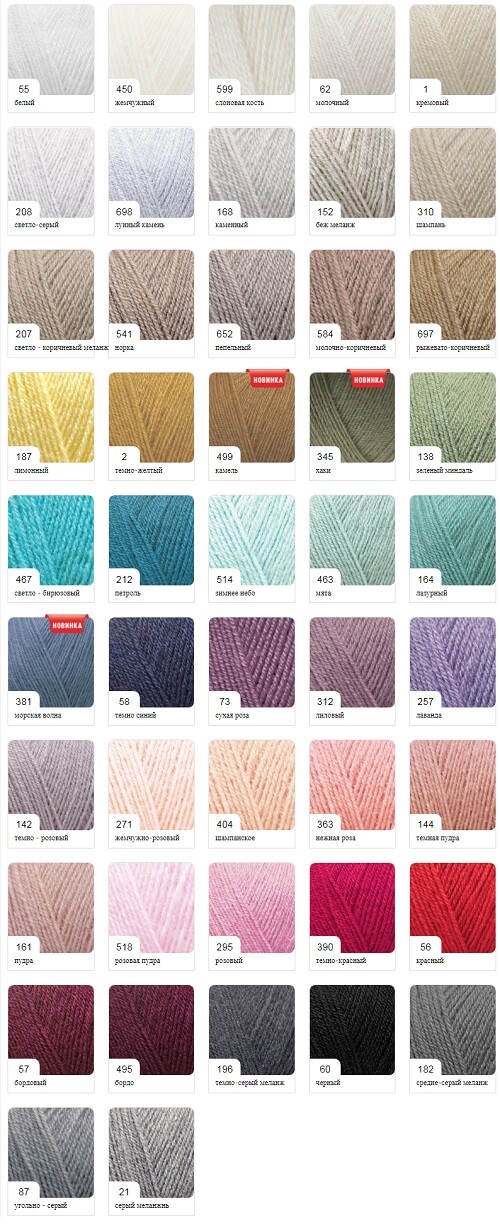 55
белый
450
жемчужный
599
слоновая кость
62
молочный
1
кремовый
208
светло-серый
698
лунный камень
168
каменный
152
беж меланж
310
шампань
207
светло - коричневый меланж
541
норка
652
пепельный
584
молочно-коричневый
697
рыжевато-коричневый
187
лимонный
2
темно-желтый
НОВИНКА
499
камель
НОВИНКА
345
хаки
138
зеленый миндаль
467
светло - бирюзовый
212
петроль
514
зимнее небо
463
мята
164
лазурный
НОВИНКА
381
морская волна
58
темно синий
73
сухая роза
312
лиловый
257
лаванда
142
темно - розовый
271
жемчужно-розовый
404
шампанское
363
нежная роза
144
темная пудра
161
пудра
518
розовая пудра
295
розовый
390
темно-красный
56
красный
57
бордовый
495
бордо
196
темно-серый меланж
60
черный
182
средне-серый меланж
87
угольно - серый
21
серый меланжнь